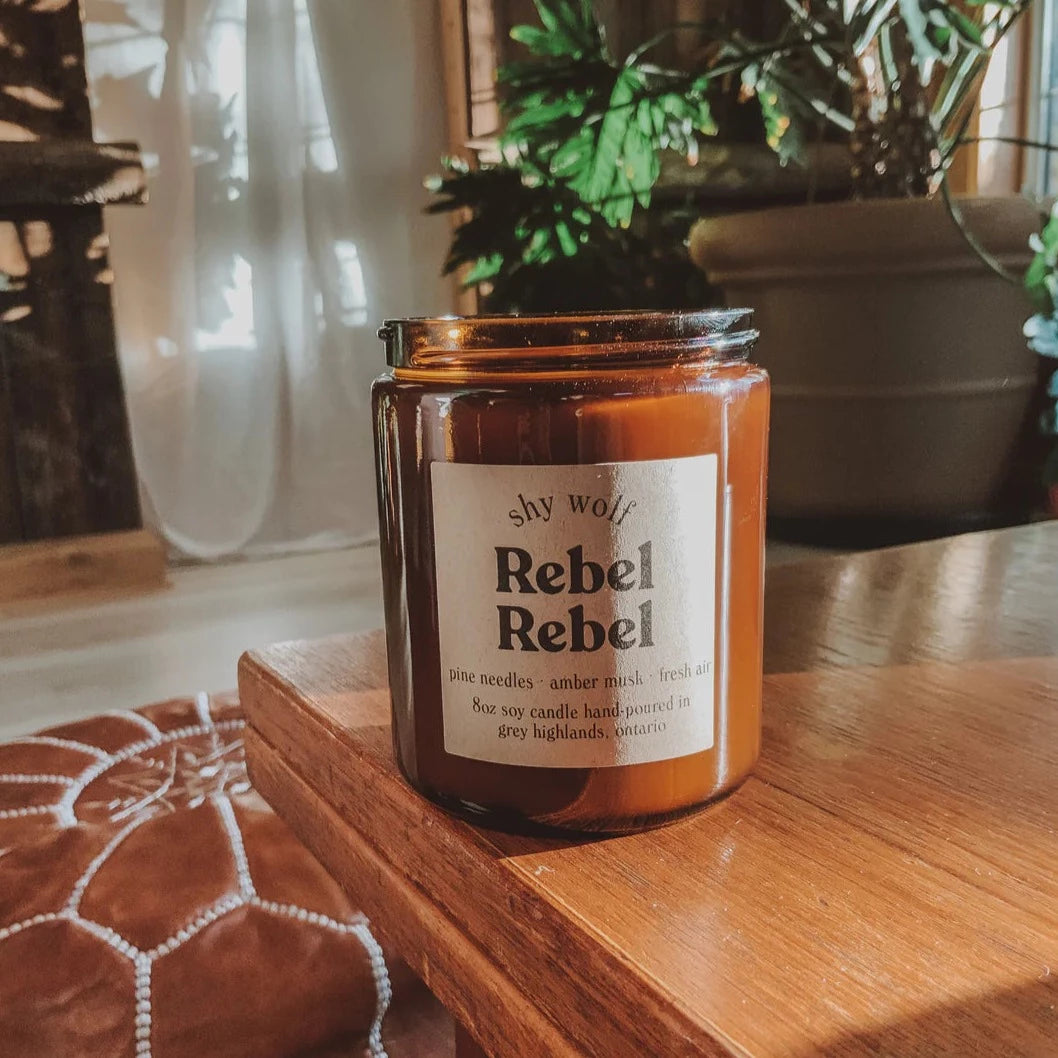 shy wolf
Rebel
Rebel
pine needles · amber musk · fresh air
8oz soy candle hand-poured in
grey highlands, ontario